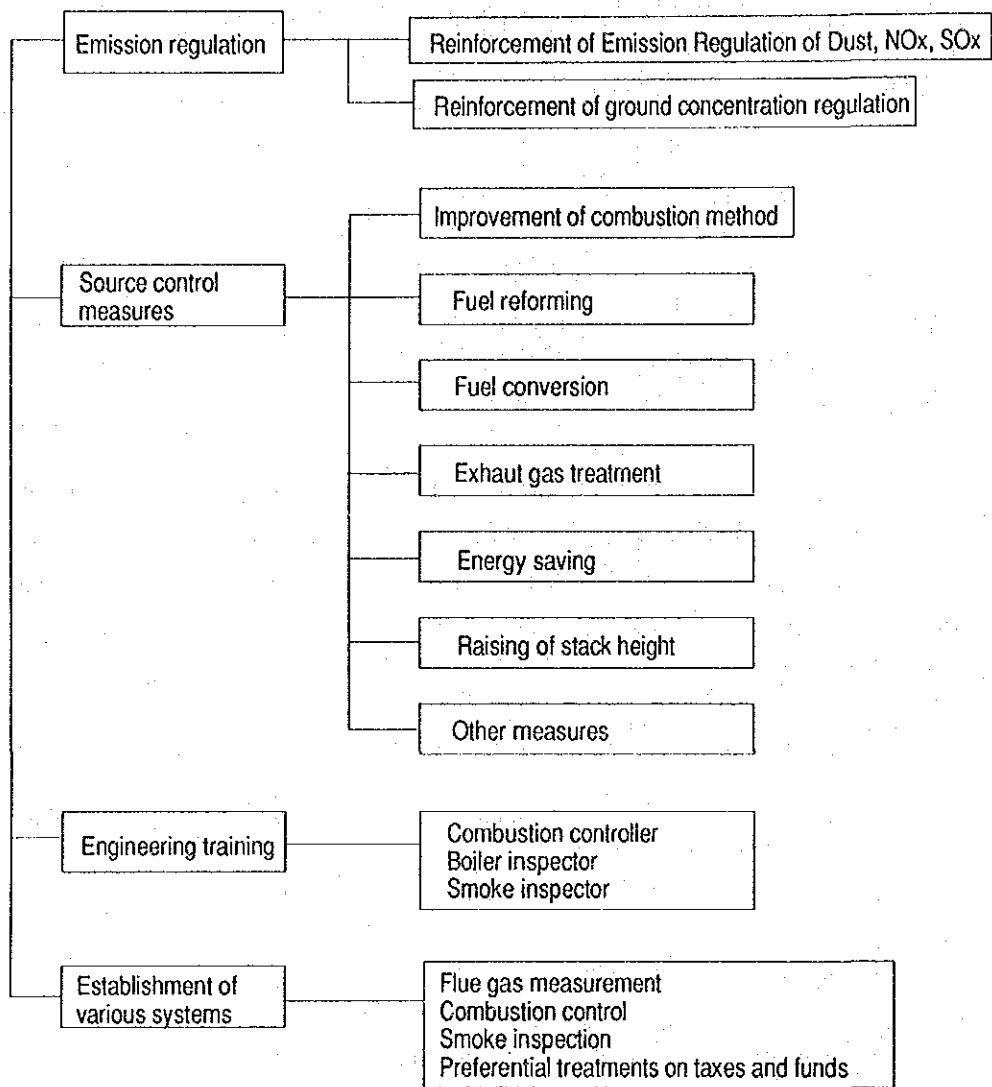 Emission regulation
Reinforcement of Emission Regulation of Dust, NOx, SOx
Reinforcement of ground concentration regulation
Source control
measures
Improvement of combustion method
Fuel reforming
Fuel conversion
Exhaut gas treatment
Energy saving
Raising of stack height
Other measures
Engineering training
Combustion controller
Boiler inspector
Smoke inspector
Establishment of
various systems
Flue gas measurement
Combustion control
Smoke inspection
Preferential treatments on taxes and funds